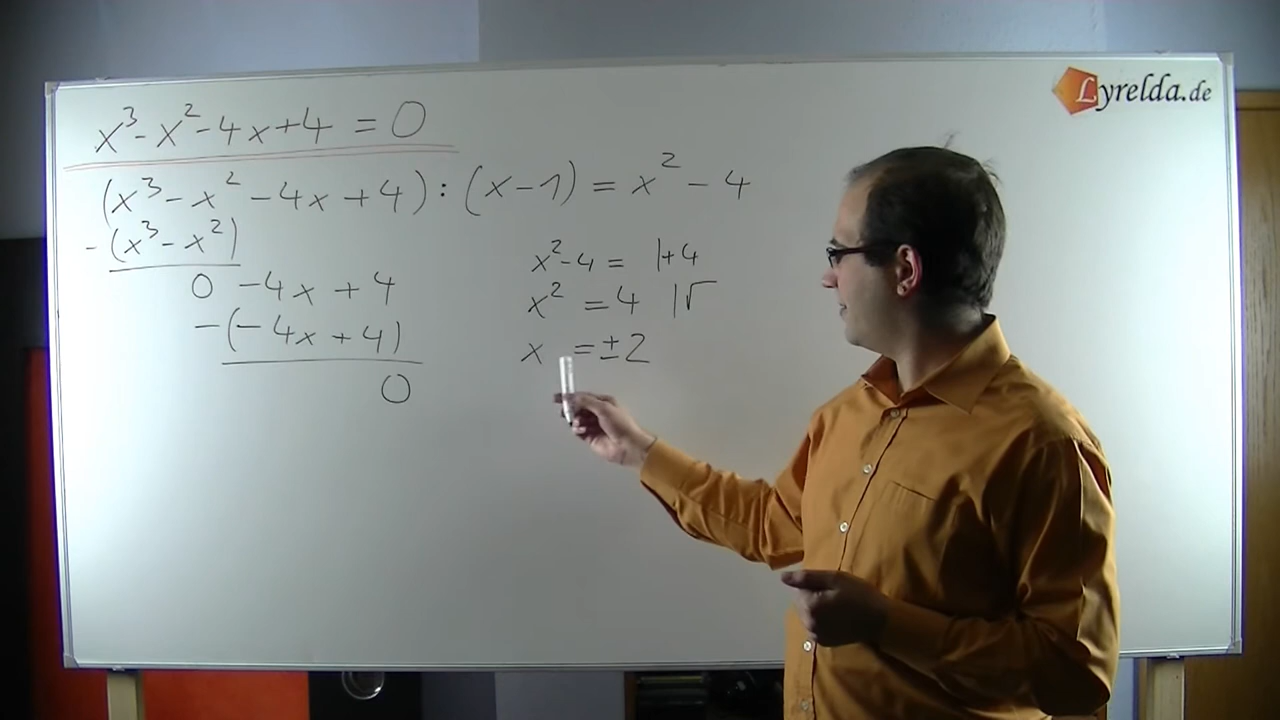 Lyrelda.de
x³-x²-4x+4 = 0
(x³-x²-4x+4):(x-1) = x²-4
-(x³-x²)
0 -4x+4
-(-4x+4)
0
x²-4 = |+4
x² = 4 |√
x = ±2